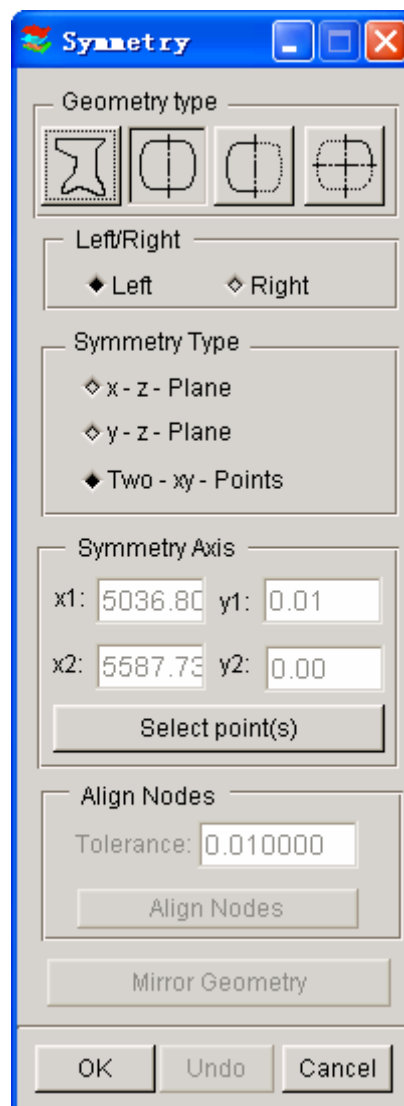 Symmetry
Geometry type
Left/Right
Left Right
Symmetry Type
x - z - Plane
y - z - Plane
Two - xy - Points
Symmetry Axis
x1: 5036.80 y1: 0.01
x2: 5587.73 y2: 0.00
Select point(s)
Align Nodes
Tolerance: 0.010000
Align Nodes
Mirror Geometry
OK Undo Cancel